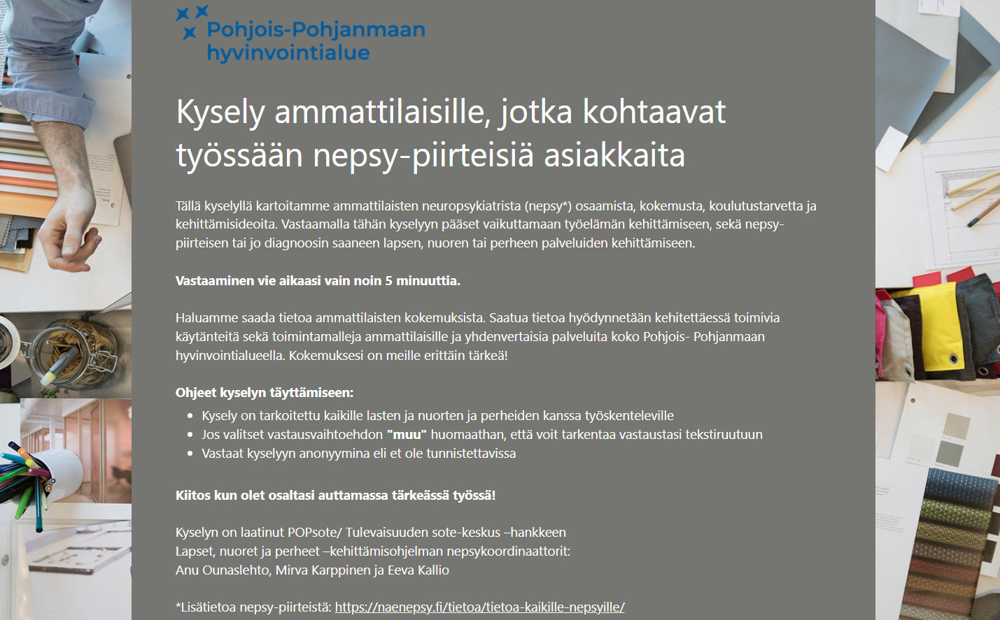 Pohjois-Pohjanmaan
hyvinvointialue
Kysely ammattilaisille, jotka kohtaavat
työssään nepsy-piirteisiä asiakkaita
Tällä kyselyllä kartoitamme ammattilaisten neuropsykiatrista (nepsy*) osaamista, kokemusta, koulutustarvetta ja
kehittämisideoita. Vastaamalla tähän kyselyyn pääset vaikuttamaan työelämän kehittämiseen, sekä nepsy-
piirteisen tai jo diagnoosin saaneen lapsen, nuoren tai perheen palveluiden kehittämiseen.
Vastaaminen vie aikaasi vain noin 5 minuuttia.
Haluamme saada tietoa ammattilaisten kokemuksista. Saatua tietoa hyödynnetään kehitettäessä toimivia
käytänteitä sekä toimintamalleja ammattilaisille ja yhdenvertaisia palveluita koko Pohjois- Pohjanmaan
hyvinvointialueella. Kokemuksesi on meille erittäin tärkeä!
Ohjeet kyselyn täyttämiseen:
• Kysely on tarkoitettu kaikille lasten ja nuorten ja perheiden kanssa työskenteleville
• Jos valitset vastausvaihtoehdon "muu" huomaathan, että voit tarkentaa vastaustasi tekstiruutuun
• Vastaat kyselyyn anonyymina eli et ole tunnistettavissa
Kiitos kun olet osaltasi auttamassa tärkeässä työssä!
Kyselyn on laatinut POPsote/ Tulevaisuuden sote-keskus –hankkeen
Lapset, nuoret ja perheet –kehittämisohjelman nepsykoordinaattorit:
Anu Ounaslehto, Mirva Karppinen ja Eeva Kallio
*Lisätietoa nepsy-piirteistä: https://naenepsy.fi/tietoa/tietoa-kaikille-nepsyille/